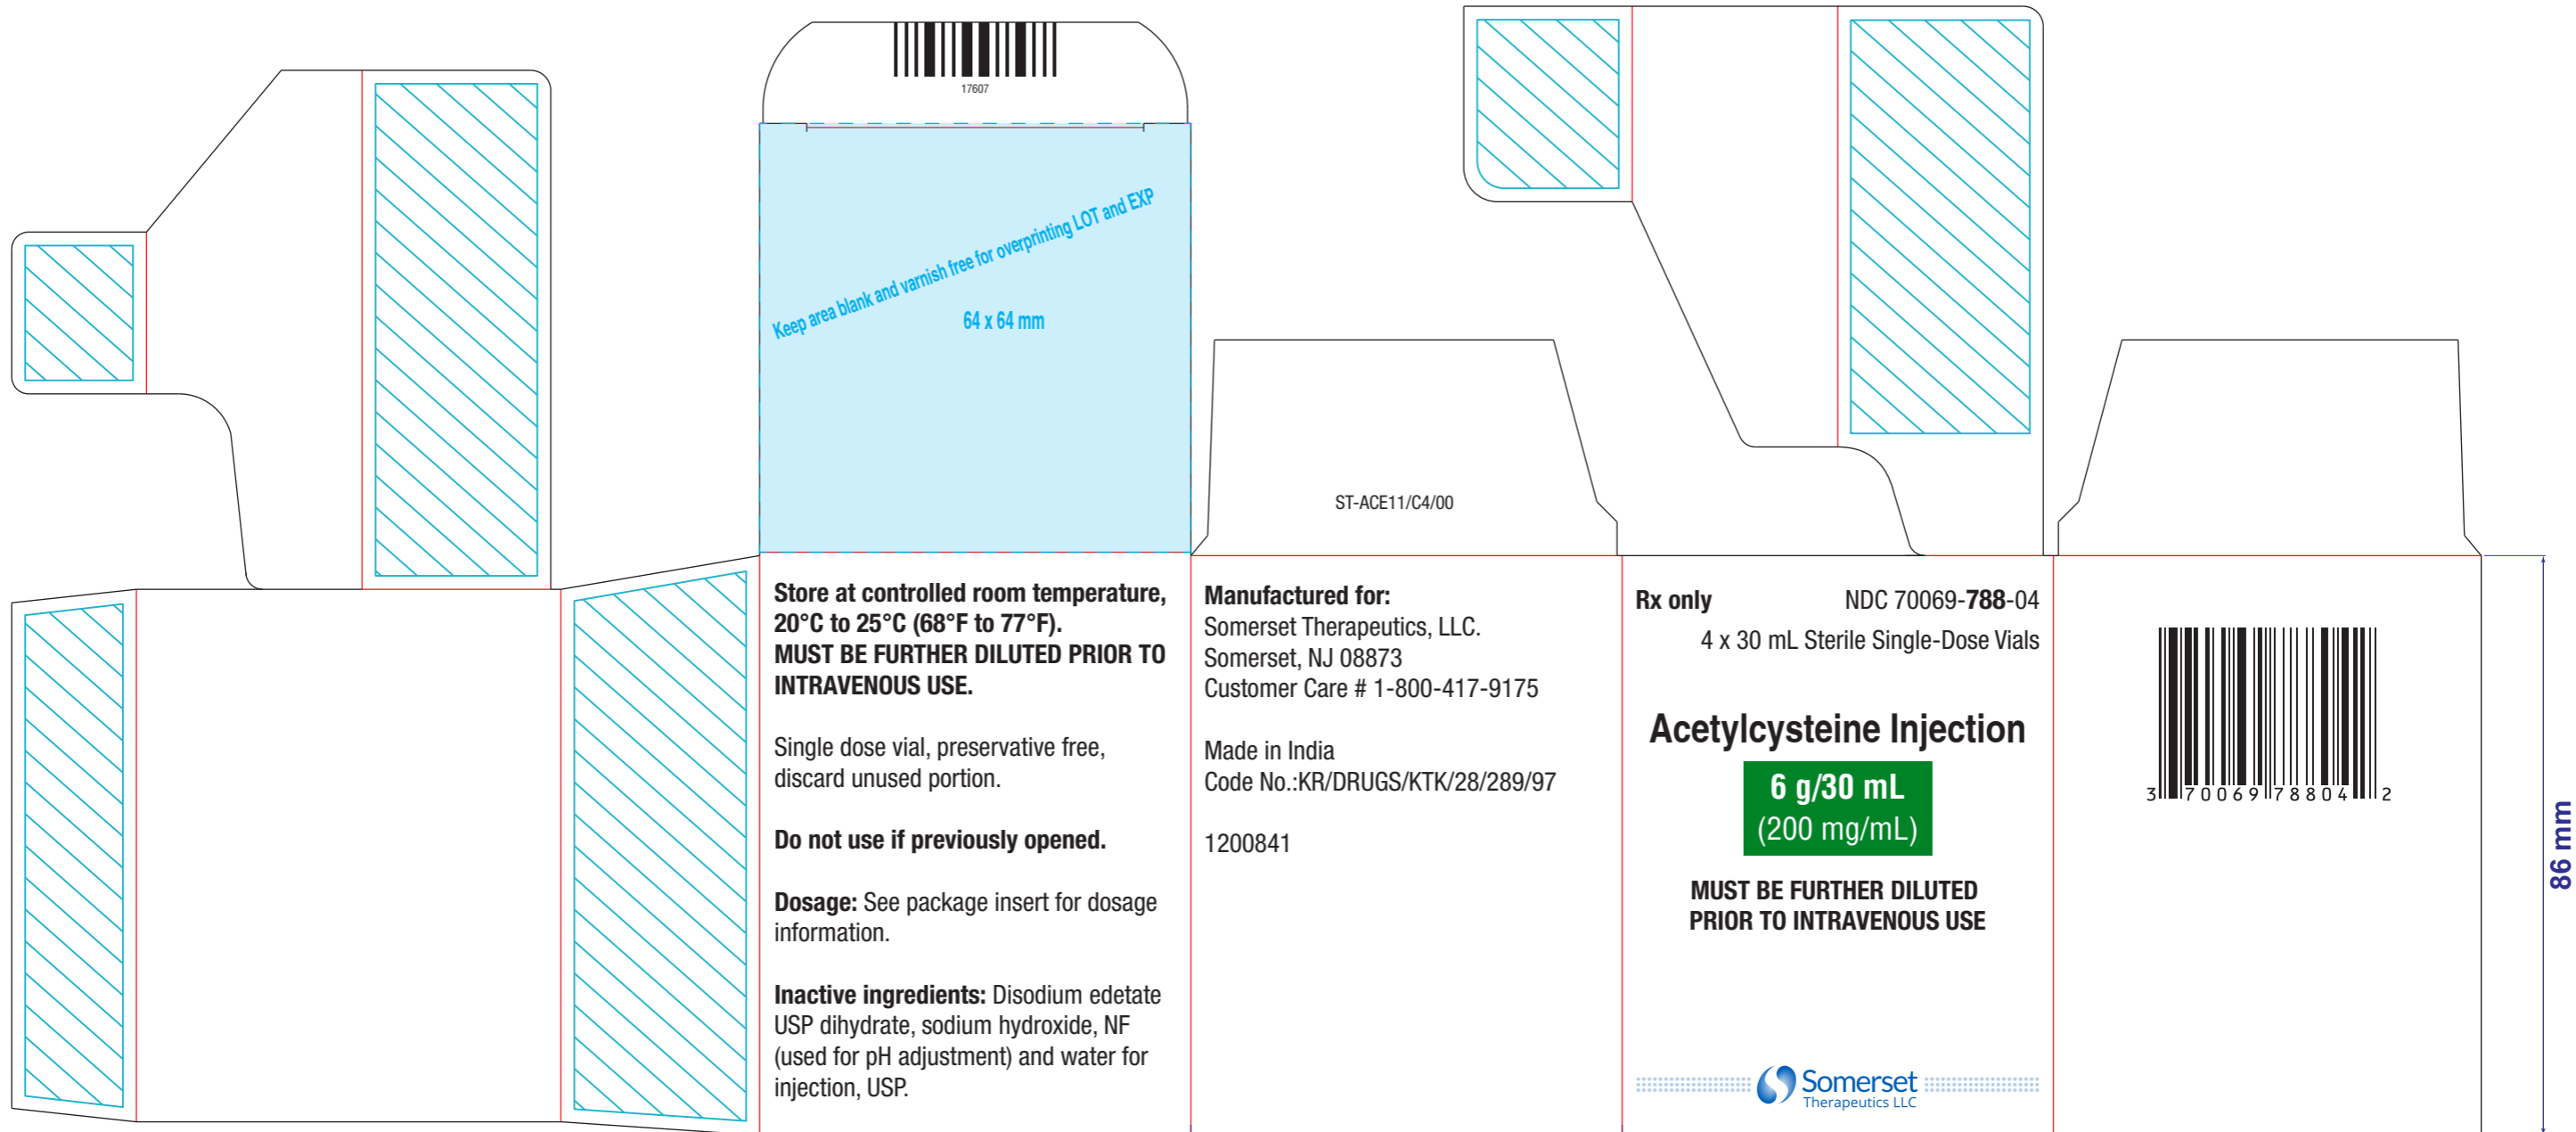 17607
Keep area blank and varnish free for overprinting LOT and EXP
64 x 64 mm
ST-ACE11/C4/00
Store at controlled room temperature,
20°C to 25°C (68°F to 77°F).
MUST BE FURTHER DILUTED PRIOR TO
INTRAVENOUS USE.
Single dose vial, preservative free,
discard unused portion.
Do not use if previously opened.
Dosage: See package insert for dosage
information.
Inactive ingredients: Disodium edetate
USP dihydrate, sodium hydroxide, NF
(used for pH adjustment) and water for
injection, USP.
Manufactured for:
Somerset Therapeutics, LLC.
Somerset, NJ 08873
Customer Care # 1-800-417-9175
Made in India
Code No.:KR/DRUGS/KTK/28/289/97
1200841
Rx only NDC 70069-788-04
4 x 30 mL Sterile Single-Dose Vials
Acetylcysteine Injection
6 g/30 mL
(200 mg/mL)
MUST BE FURTHER DILUTED
PRIOR TO INTRAVENOUS USE
Somerset
Therapeutics LLC
3 70069 78804 2
86 mm